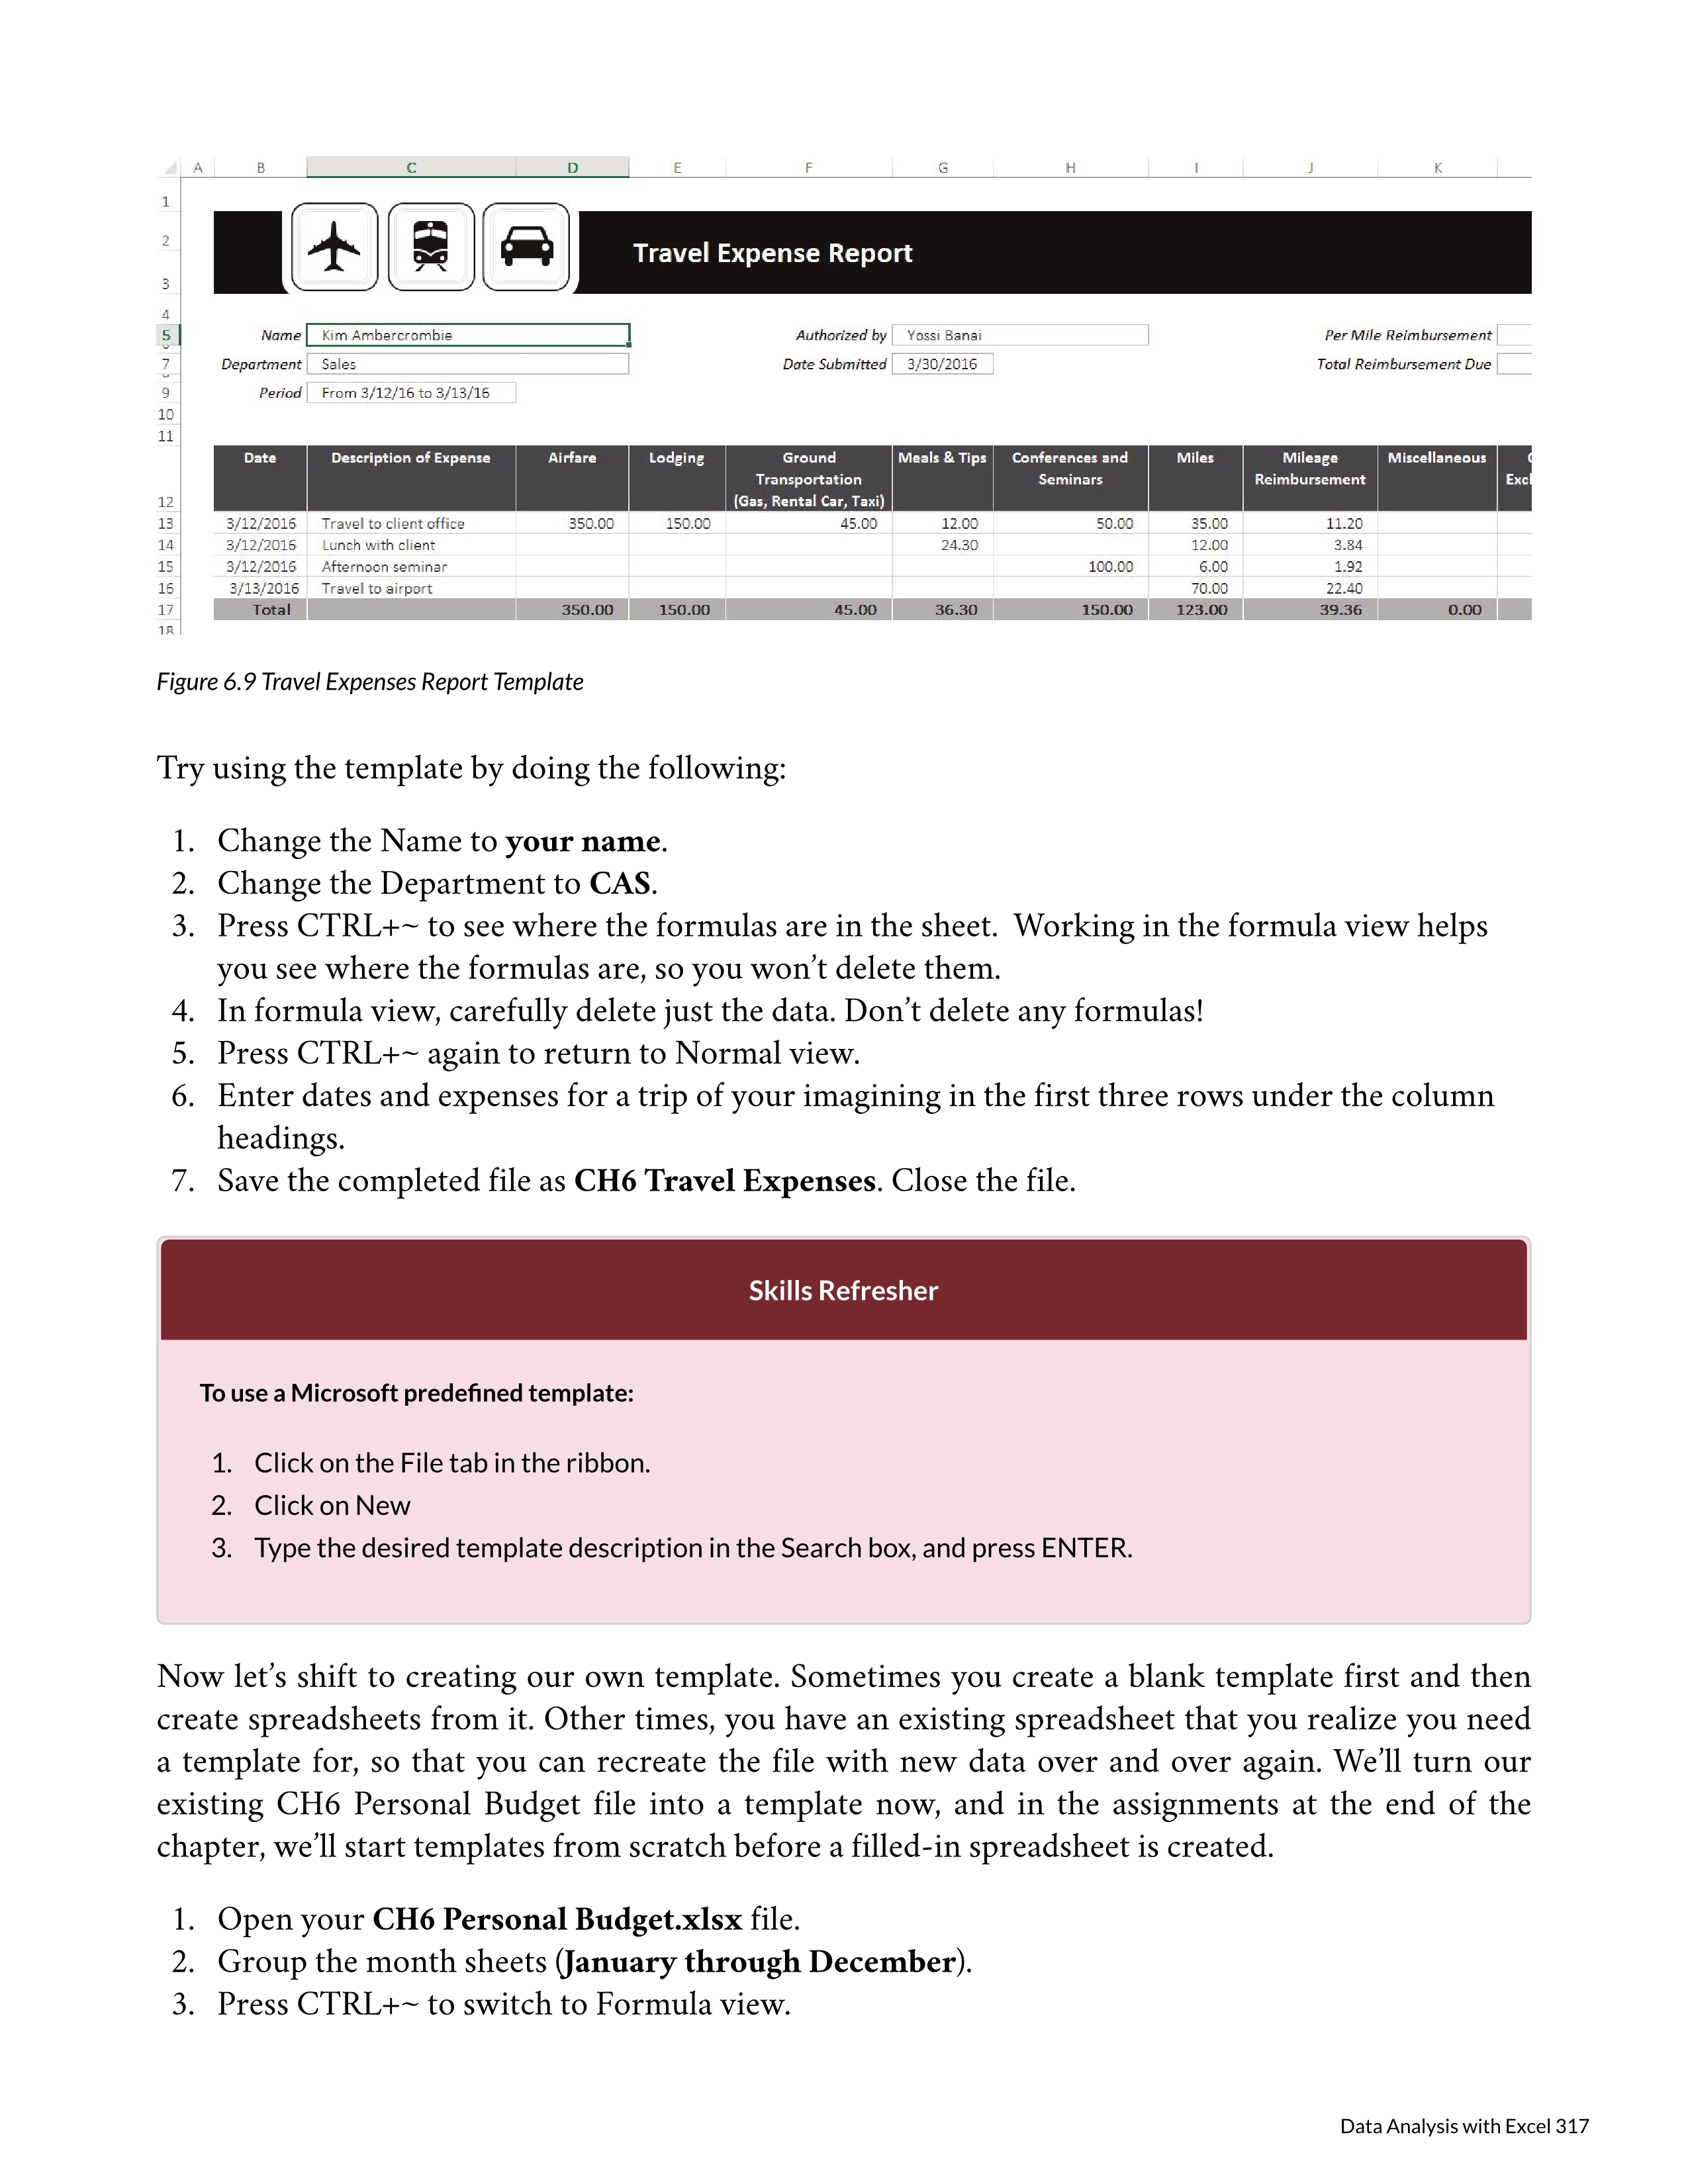 A B C D E F G H I J K
1
2 Travel Expense Report
3
4
5 Name Kim Ambercrombie Authorized by Yossi Banai Per Mile Reimbursement
7 Department Sales Date Submitted 3/30/2016 Total Reimbursement Due
9 Period From 3/12/16 to 3/13/16
10
11
Date Description of Expense Airfare Lodging Ground Meals & Tips Conferences and Miles Mileage Miscellaneous
Transportation Seminars Reimbursement
12 (Gas, Rental Car, Taxi)
13 3/12/2016 Travel to client office 350.00 150.00 45.00 12.00 50.00 35.00 11.20
14 3/12/2016 Lunch with client 24.30 12.00 3.84
15 3/12/2016 Afternoon seminar 100.00 6.00 1.92
16 3/13/2016 Travel to airport 70.00 22.40
17 Total 350.00 150.00 45.00 36.30 150.00 123.00 39.36 0.00
18
Figure 6.9 Travel Expenses Report Template
Try using the template by doing the following:
1. Change the Name to your name.
2. Change the Department to CAS.
3. Press CTRL+~ to see where the formulas are in the sheet. Working in the formula view helps
you see where the formulas are, so you won’t delete them.
4. In formula view, carefully delete just the data. Don’t delete any formulas!
5. Press CTRL+~ again to return to Normal view.
6. Enter dates and expenses for a trip of your imagining in the first three rows under the column
headings.
7. Save the completed file as CH6 Travel Expenses. Close the file.
Skills Refresher
To use a Microsoft predefined template:
1. Click on the File tab in the ribbon.
2. Click on New
3. Type the desired template description in the Search box, and press ENTER.
Now let’s shift to creating our own template. Sometimes you create a blank template first and then
create spreadsheets from it. Other times, you have an existing spreadsheet that you realize you need
a template for, so that you can recreate the file with new data over and over again. We’ll turn our
existing CH6 Personal Budget file into a template now, and in the assignments at the end of the
chapter, we’ll start templates from scratch before a filled-in spreadsheet is created.
1. Open your CH6 Personal Budget.xlsx file.
2. Group the month sheets (January through December).
3. Press CTRL+~ to switch to Formula view.
Data Analysis with Excel 317